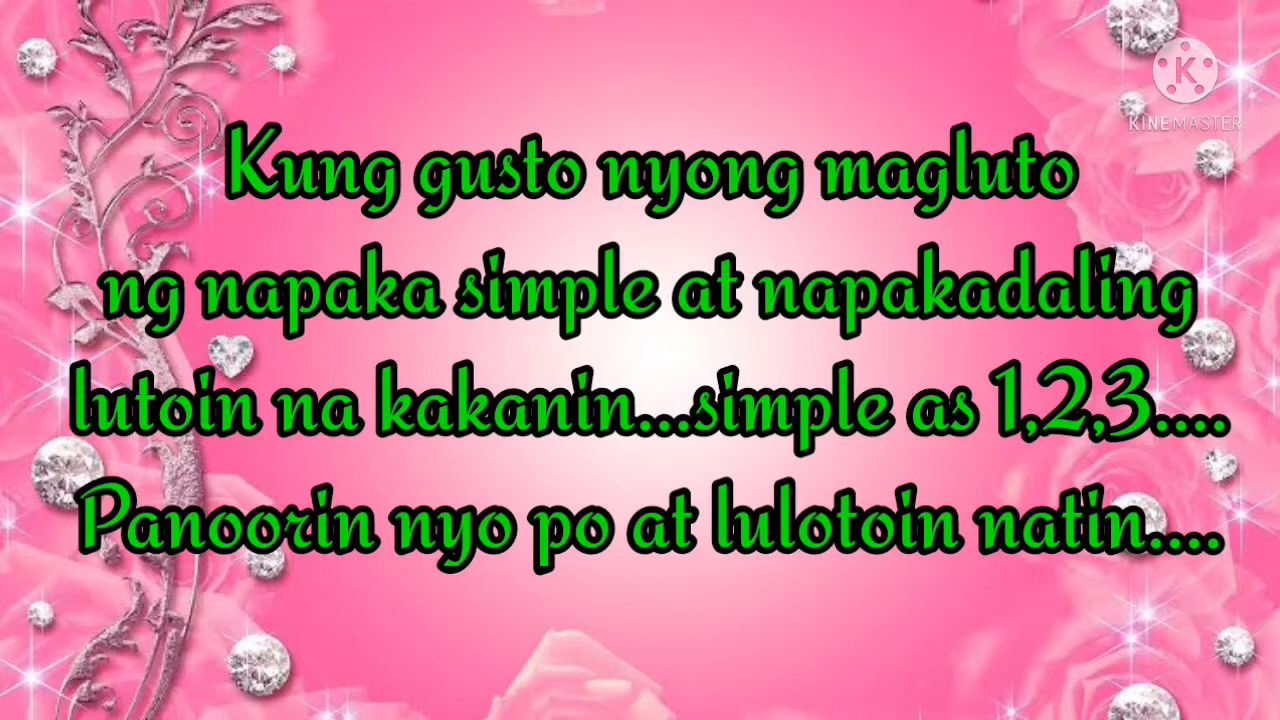 KINEMASTER
Kung gusto nyong magluto
ng napaka simple at napakadaling
lutoin na kakanin...simple as 1,2,3....
Panoorin nyo po at lulotoin natin....